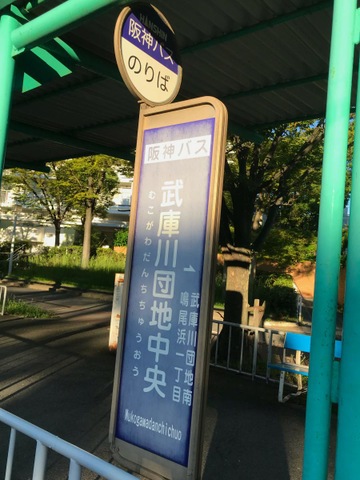 HANSHIN
阪神バス
のりば
阪神バス
武庫川団地中央
むこがわだんちちゅうおう
武庫川団地南
鳴尾浜一丁目
Mukogawadanchichuo